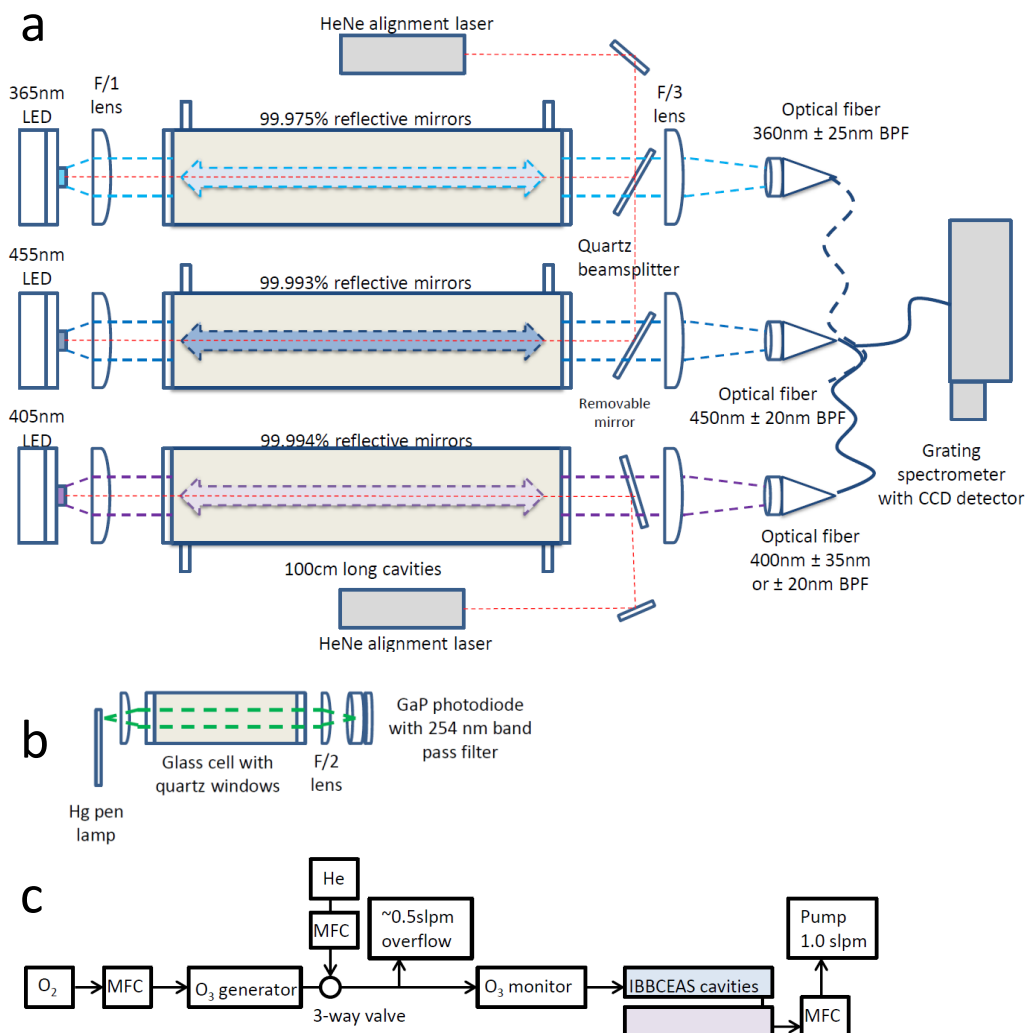 a
HeNe alignment laser
365nm
LED
F/1
lens
99.975% reflective mirrors
F/3
lens
Optical fiber
360nm ± 25nm BPF
455nm
LED
99.993% reflective mirrors
Quartz
beamsplitter
Removable
mirror
Optical fiber
450nm ± 20nm BPF
405nm
LED
99.994% reflective mirrors
Grating
spectrometer
with CCD detector
Optical fiber
400nm ± 35nm
or ± 20nm BPF
100cm long cavities
HeNe alignment laser
b
Hg pen
lamp
Glass cell with
quartz windows
F/2
lens
GaP photodiode
with 254 nm band
pass filter
c
He
MFC
~0.5slpm
overflow
Pump
1.0 slpm
O₂
MFC
O₃ generator
3-way valve
O₃ monitor
IBBCEAS cavities
MFC